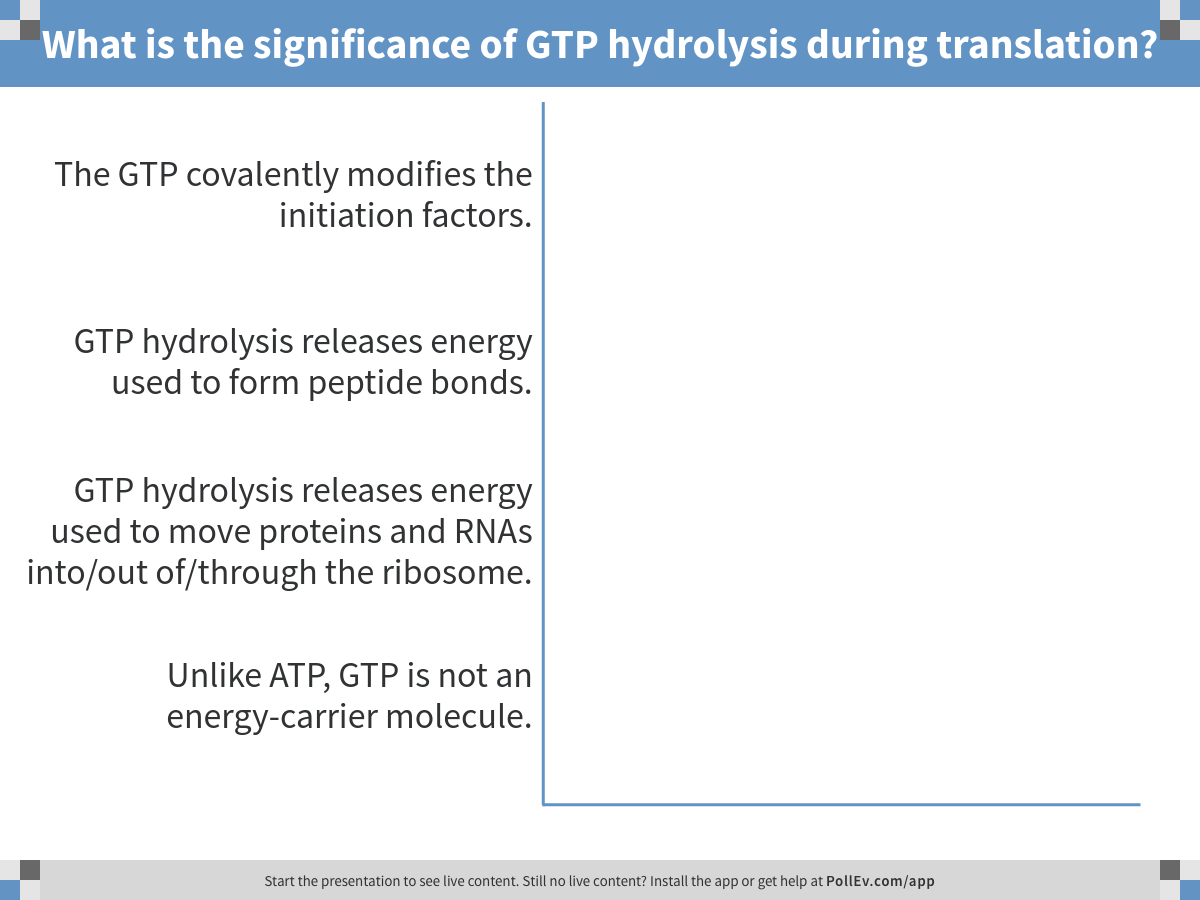 What is the significance of GTP hydrolysis during translation?
The GTP covalently modifies the
initiation factors.
GTP hydrolysis releases energy
used to form peptide bonds.
GTP hydrolysis releases energy
used to move proteins and RNAs
into/out of/through the ribosome.
Unlike ATP, GTP is not an
energy-carrier molecule.
Start the presentation to see live content. Still no live content? Install the app or get help at PollEv.com/app